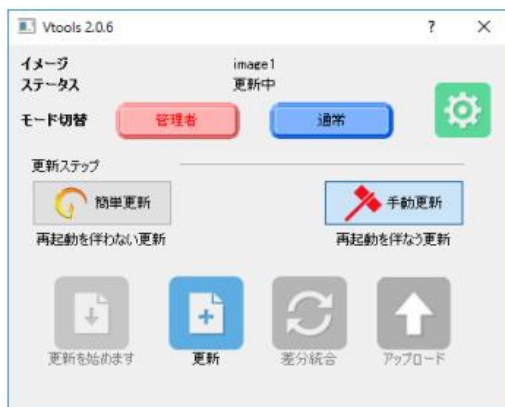 Vtools 2.0.6
イメージ image1
ステータス 更新中
モード切替 管理者 通常
更新ステップ
簡単更新 手動更新
再起動を伴わない更新 再起動を伴なう更新
更新を始めます 更新 差分統合 アップロード